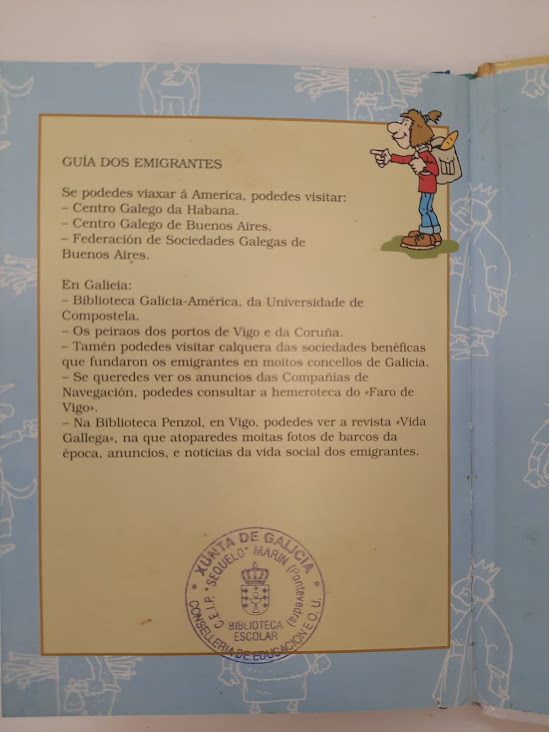 GUÍA DOS EMIGRANTES
Se podedes viaxar á America, podedes visitar:
– Centro Galego da Habana.
– Centro Galego de Buenos Aires.
– Federación de Sociedades Galegas de
Buenos Aires.
En Galicia:
– Biblioteca Galicia-América, da Universidade de
Compostela.
– Os peiraos dos portos de Vigo e da Coruña.
– Tamén podedes visitar calquera das sociedades benéficas
que fundaron os emigrantes en moitos concellos de Galicia.
– Se queredes ver os anuncios das Compañías de
Navegación, podedes consultar a hemeroteca do «Faro de
Vigo».
– Na Biblioteca Penzol, en Vigo, podedes ver a revista «Vida
Gallega», na que atoparedes moitas fotos de barcos da
época, anuncios, e noticias da vida social dos emigrantes.
XUNTA DE GALICIA
C.E.I.P. "SEQUELO" MARIN (Pontevedra)
BIBLIOTECA
ESCOLAR
CONSELLERIA DE EDUCACION E O. U.